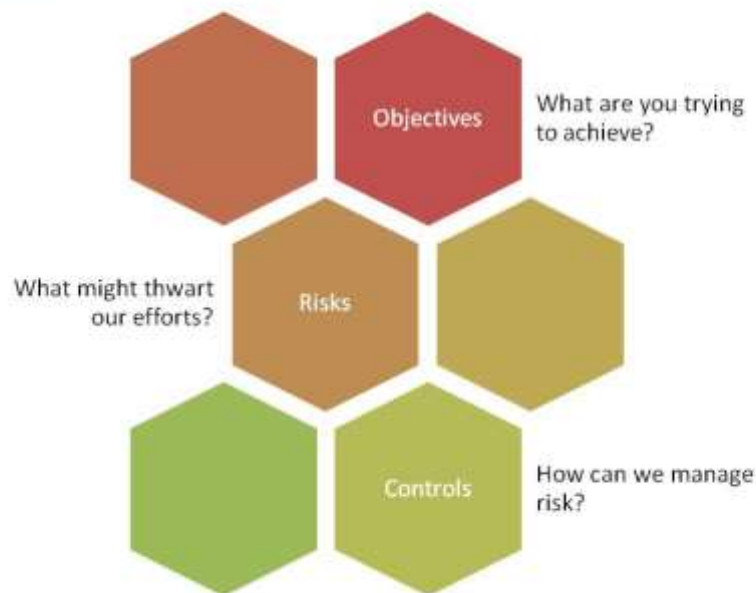 Objectives
What are you trying
to achieve?
What might thwart
our efforts?
Risks
Controls
How can we manage
risk?